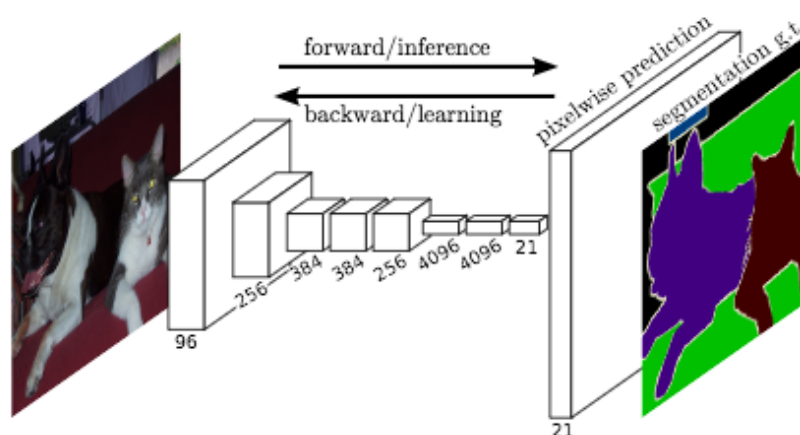 forward/inference
backward/learning
pixelwise prediction
segmentation g.t.
96
256
384
384
256
4096
4096
21
21